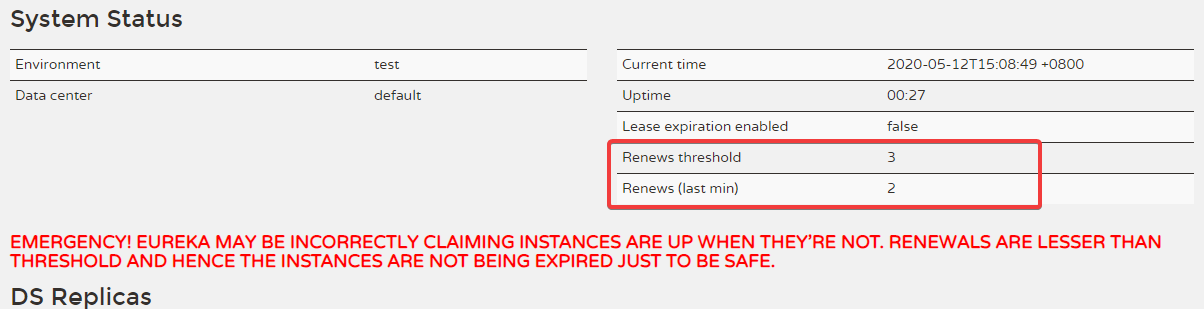 System Status
Environment test
Data center default
Current time 2020-05-12T15:08:49 +0800
Uptime 00:27
Lease expiration enabled false
Renews threshold 3
Renews (last min) 2
EMERGENCY! EUREKA MAY BE INCORRECTLY CLAIMING INSTANCES ARE UP WHEN THEY'RE NOT. RENEWALS ARE LESSER THAN
THRESHOLD AND HENCE THE INSTANCES ARE NOT BEING EXPIRED JUST TO BE SAFE.
DS Replicas